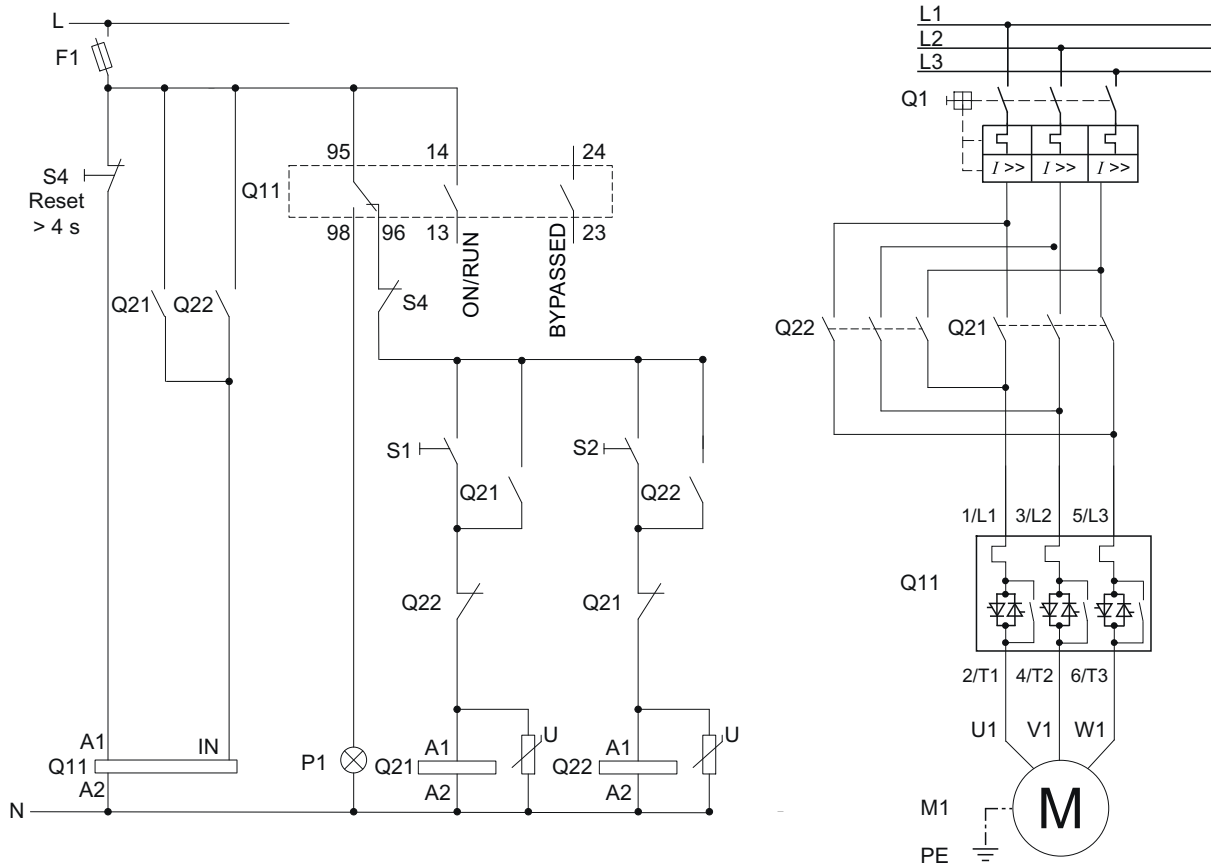 L
F1
S4
Reset
> 4 s
95
14
24
Q11
98
96
13
23
ON/RUN
BYPASSED
Q21
Q22
S4
S1
S2
Q21
Q22
Q22
Q21
A1
IN
Q11
A2
P1
Q21
A1
A2
U
Q22
A1
A2
U
N
L1
L2
L3
Q1
I >>
I >>
I >>
Q22
Q21
1/L1
3/L2
5/L3
Q11
2/T1
4/T2
6/T3
U1
V1
W1
M1
M
PE